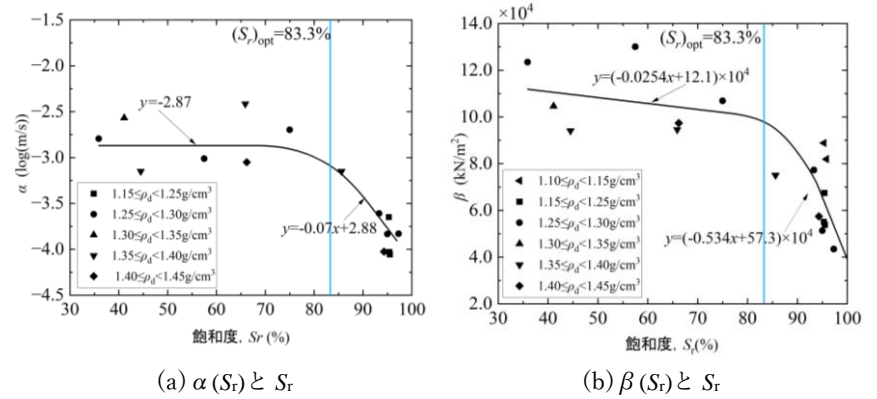 (Sr)opt=83.3%
α (log(m/s))
−1.5
−2.0
−2.5
−3.0
−3.5
−4.0
−4.5
y=-2.87
y=-0.07x+2.88
1.15≤ρd<1.25g/cm³
1.25≤ρd<1.30g/cm³
1.30≤ρd<1.35g/cm³
1.35≤ρd<1.40g/cm³
1.40≤ρd<1.45g/cm³
30 40 50 60 70 80 90 100
飽和度, Sr (%)
(a) α (Sr)と Sr
×10⁴
(Sr)opt=83.3%
β (kN/m²)
14.0
12.0
10.0
8.0
6.0
4.0
2.0
y=(-0.0254x+12.1)×10⁴
y=(-0.534x+57.3)×10⁴
1.10≤ρd<1.15g/cm³
1.15≤ρd<1.25g/cm³
1.25≤ρd<1.30g/cm³
1.30≤ρd<1.35g/cm³
1.35≤ρd<1.40g/cm³
1.40≤ρd<1.45g/cm³
30 40 50 60 70 80 90 100
飽和度, Sr(%)
(b) β (Sr)と Sr